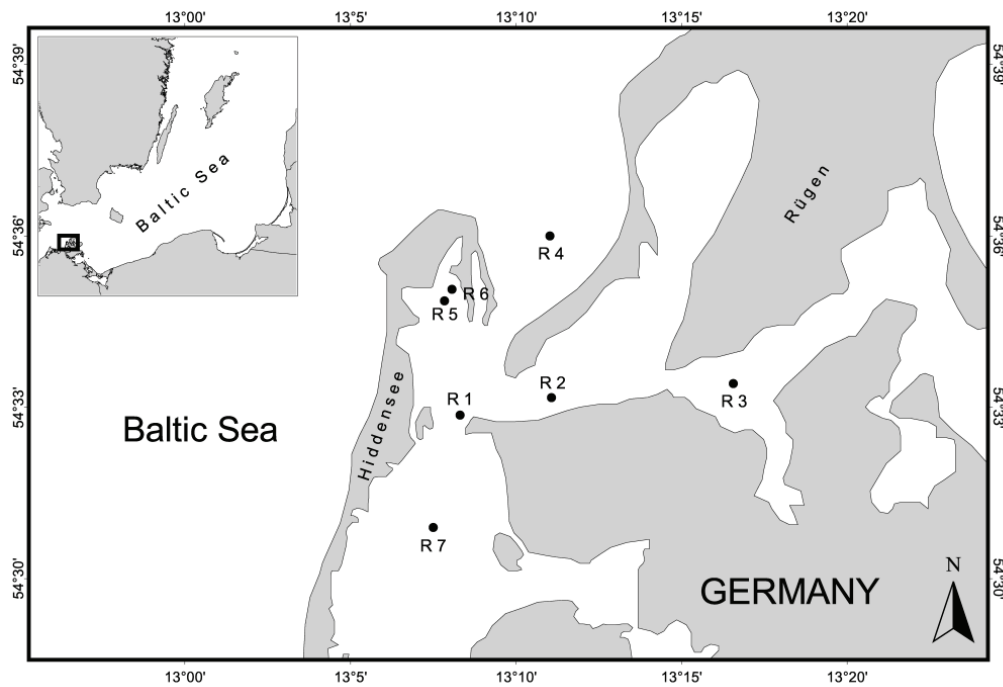 13°00'
13°5'
13°10'
13°15'
13°20'
54°39'
54°39'
Baltic Sea
Rügen
54°36'
54°36'
R 4
R 6
R 5
R 2
R 1
R 3
54°33'
54°33'
Hiddensee
Baltic Sea
R 7
N
54°30'
54°30'
GERMANY
13°00'
13°5'
13°10'
13°15'
13°20'